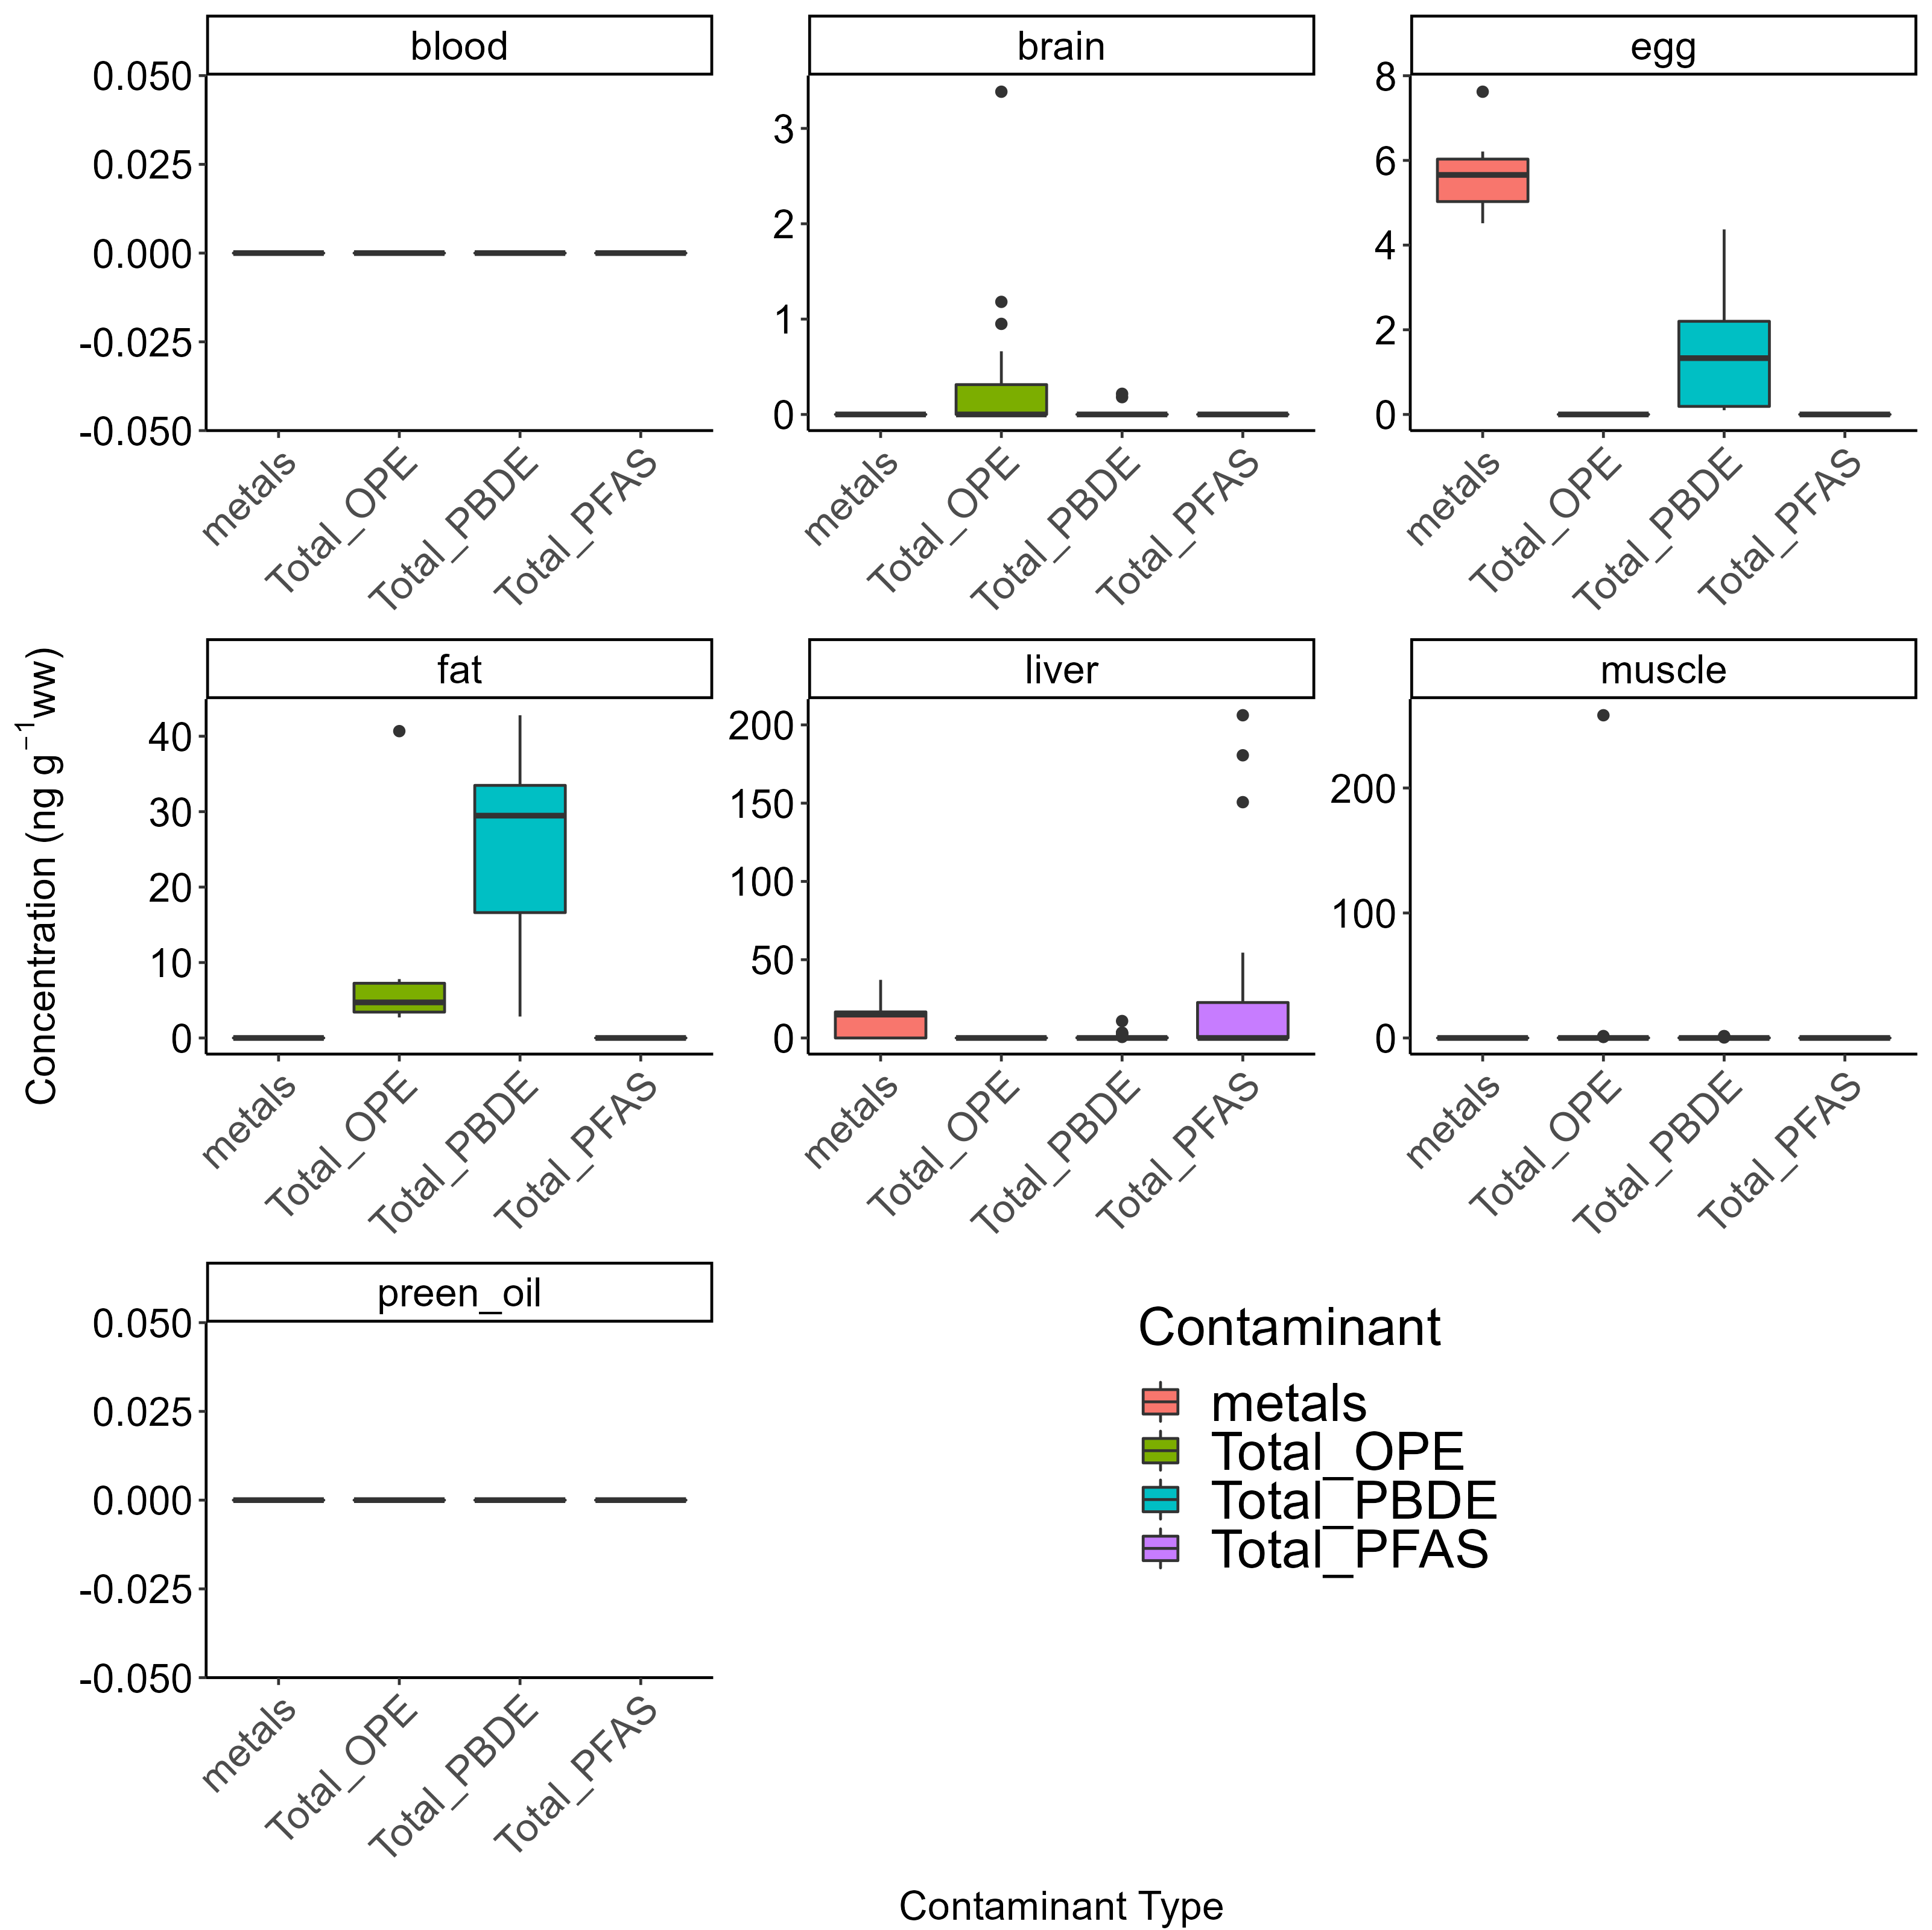 blood
brain
egg
0.050
0.025
0.000
-0.025
-0.050
3
2
1
0
8
6
4
2
0
metals
Total_OPE
Total_PBDE
Total_PFAS
metals
Total_OPE
Total_PBDE
Total_PFAS
metals
Total_OPE
Total_PBDE
Total_PFAS
Concentration (ng g⁻¹ww)
fat
liver
muscle
40
30
20
10
0
200
150
100
50
0
200
100
0
metals
Total_OPE
Total_PBDE
Total_PFAS
metals
Total_OPE
Total_PBDE
Total_PFAS
metals
Total_OPE
Total_PBDE
Total_PFAS
preen_oil
0.050
0.025
0.000
-0.025
-0.050
metals
Total_OPE
Total_PBDE
Total_PFAS
Contaminant
metals
Total_OPE
Total_PBDE
Total_PFAS
Contaminant Type